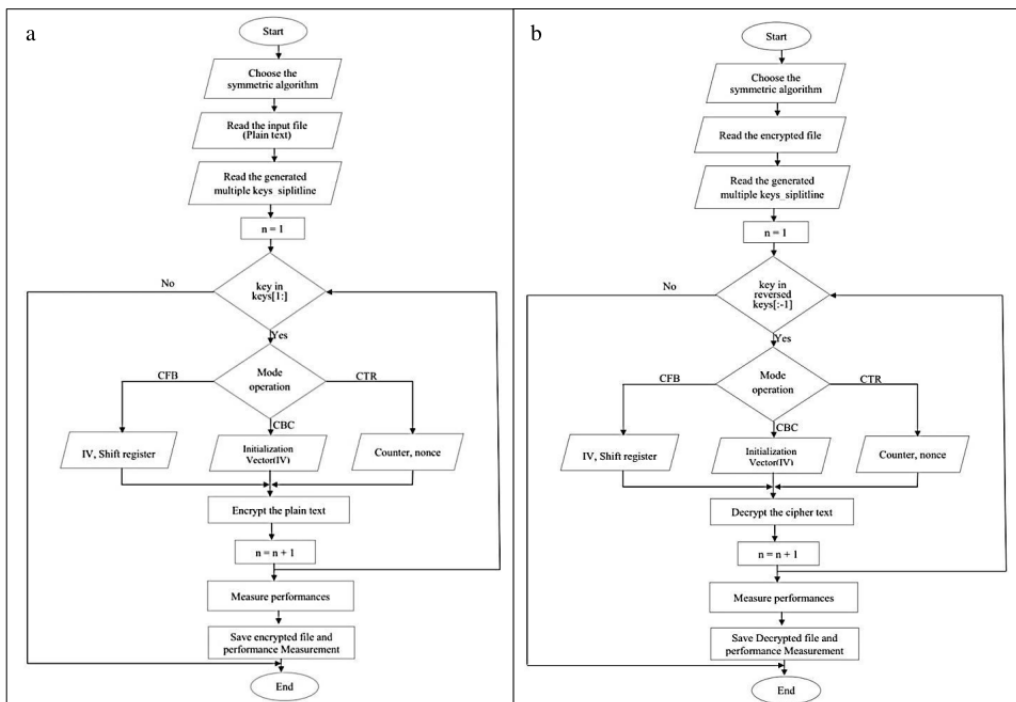 a
Start
Choose the
symmetric algorithm
Read the input file
(Plain text)
Read the generated
multiple keys_siplitline
n = 1
No
key in
keys[1:]
Yes
Mode
operation
CFB
CTR
CBC
IV, Shift register
Initialization
Vector(IV)
Counter, nonce
Encrypt the plain text
n = n + 1
Measure performances
Save encrypted file and
performance Measurement
End
b
Start
Choose the
symmetric algorithm
Read the encrypted file
Read the generated
multiple keys_siplitline
n = 1
No
key in
reversed
keys[:-1]
Yes
Mode
operation
CFB
CTR
CBC
IV, Shift register
Initialization
Vector(IV)
Counter, nonce
Decrypt the cipher text
n = n + 1
Measure performances
Save Decrypted file and
performance Measurement
End